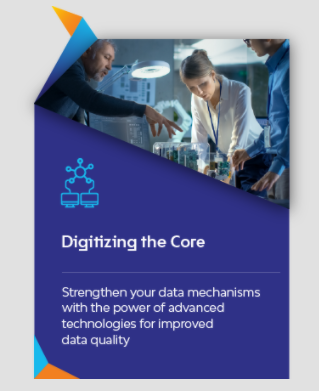 Digitizing the Core
Strengthen your data mechanisms
with the power of advanced
technologies for improved
data quality